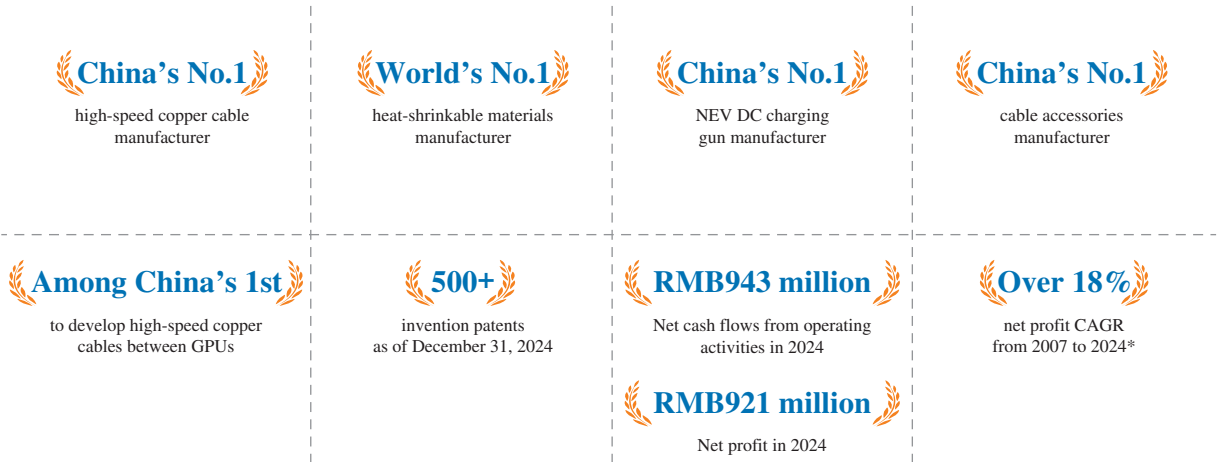 China's No.1
high-speed copper cable
manufacturer
World's No.1
heat-shrinkable materials
manufacturer
China's No.1
NEV DC charging
gun manufacturer
China's No.1
cable accessories
manufacturer
Among China's 1st
to develop high-speed copper
cables between GPUs
500+
invention patents
as of December 31, 2024
RMB943 million
Net cash flows from operating
activities in 2024
RMB921 million
Net profit in 2024
Over 18%
net profit CAGR
from 2007 to 2024*